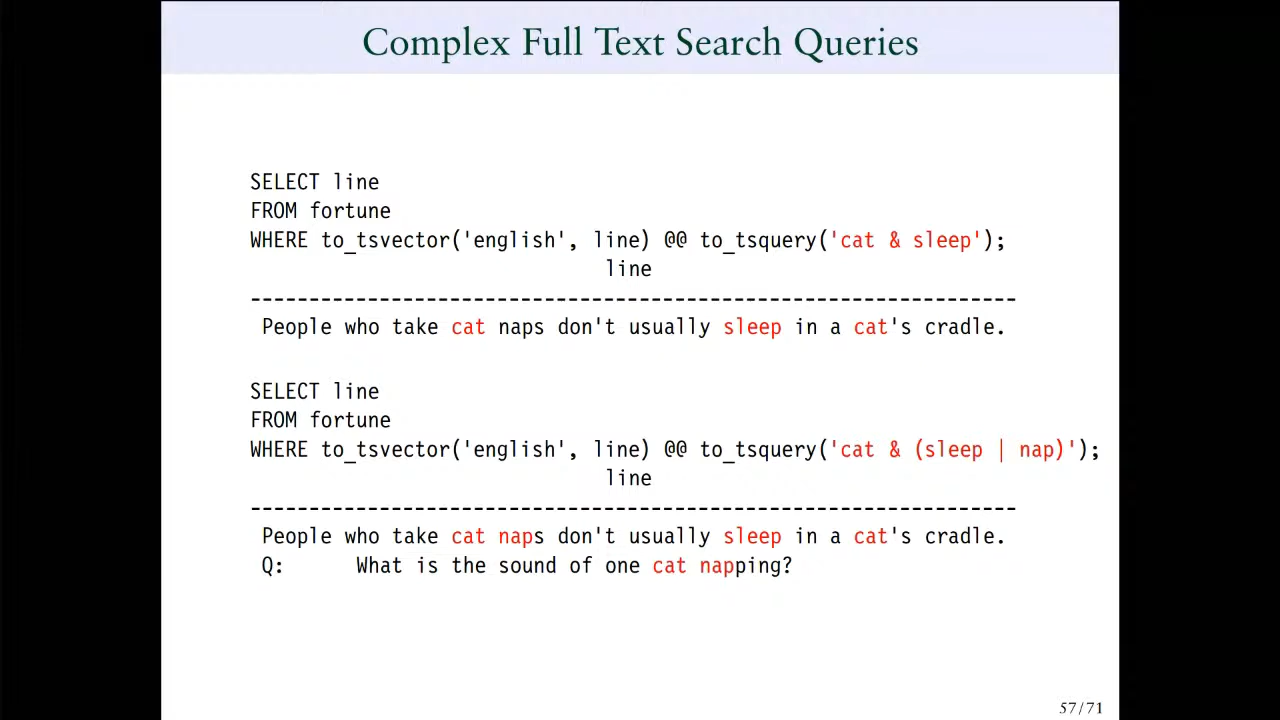 Complex Full Text Search Queries
SELECT line
FROM fortune
WHERE to_tsvector('english', line) @@ to_tsquery('cat & sleep');
line
-----------------------------------------------------------------
People who take cat naps don't usually sleep in a cat's cradle.
SELECT line
FROM fortune
WHERE to_tsvector('english', line) @@ to_tsquery('cat & (sleep | nap)');
line
-----------------------------------------------------------------
People who take cat naps don't usually sleep in a cat's cradle.
Q: What is the sound of one cat napping?
57/71